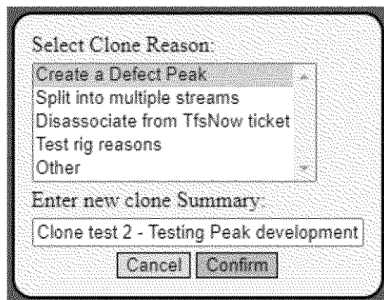 Select Clone Reason:
Create a Defect Peak
Split into multiple streams
Disassociate from TfsNow ticket
Test rig reasons
Other
Enter new clone Summary:
Clone test 2 - Testing Peak development
Cancel Confirm